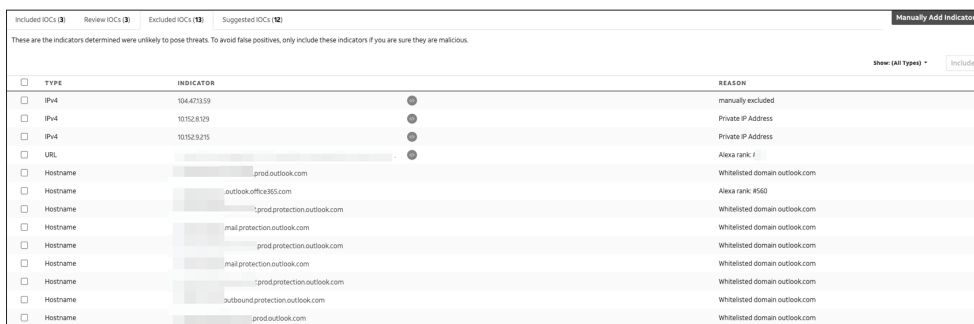 Included IOCs (3) Review IOCs (3) Excluded IOCs (13) Suggested IOCs (12) Manually Add Indicator
These are the indicators determined were unlikely to pose threats. To avoid false positives, only include these indicators if you are sure they are malicious.
Show: (All Types) Include
TYPE INDICATOR REASON
IPv4 104.47.13.59 manually excluded
IPv4 10.152.8.129 Private IP Address
IPv4 10.152.9.215 Private IP Address
URL Alexa rank:
Hostname .prod.outlook.com Whitelisted domain outlook.com
Hostname .outlook.office365.com Alexa rank: #560
Hostname .prod.protection.outlook.com Whitelisted domain outlook.com
Hostname mail.protection.outlook.com Whitelisted domain outlook.com
Hostname .prod.protection.outlook.com Whitelisted domain outlook.com
Hostname mail.protection.outlook.com Whitelisted domain outlook.com
Hostname .prod.protection.outlook.com Whitelisted domain outlook.com
Hostname outbound.protection.outlook.com Whitelisted domain outlook.com
Hostname .prod.outlook.com Whitelisted domain outlook.com